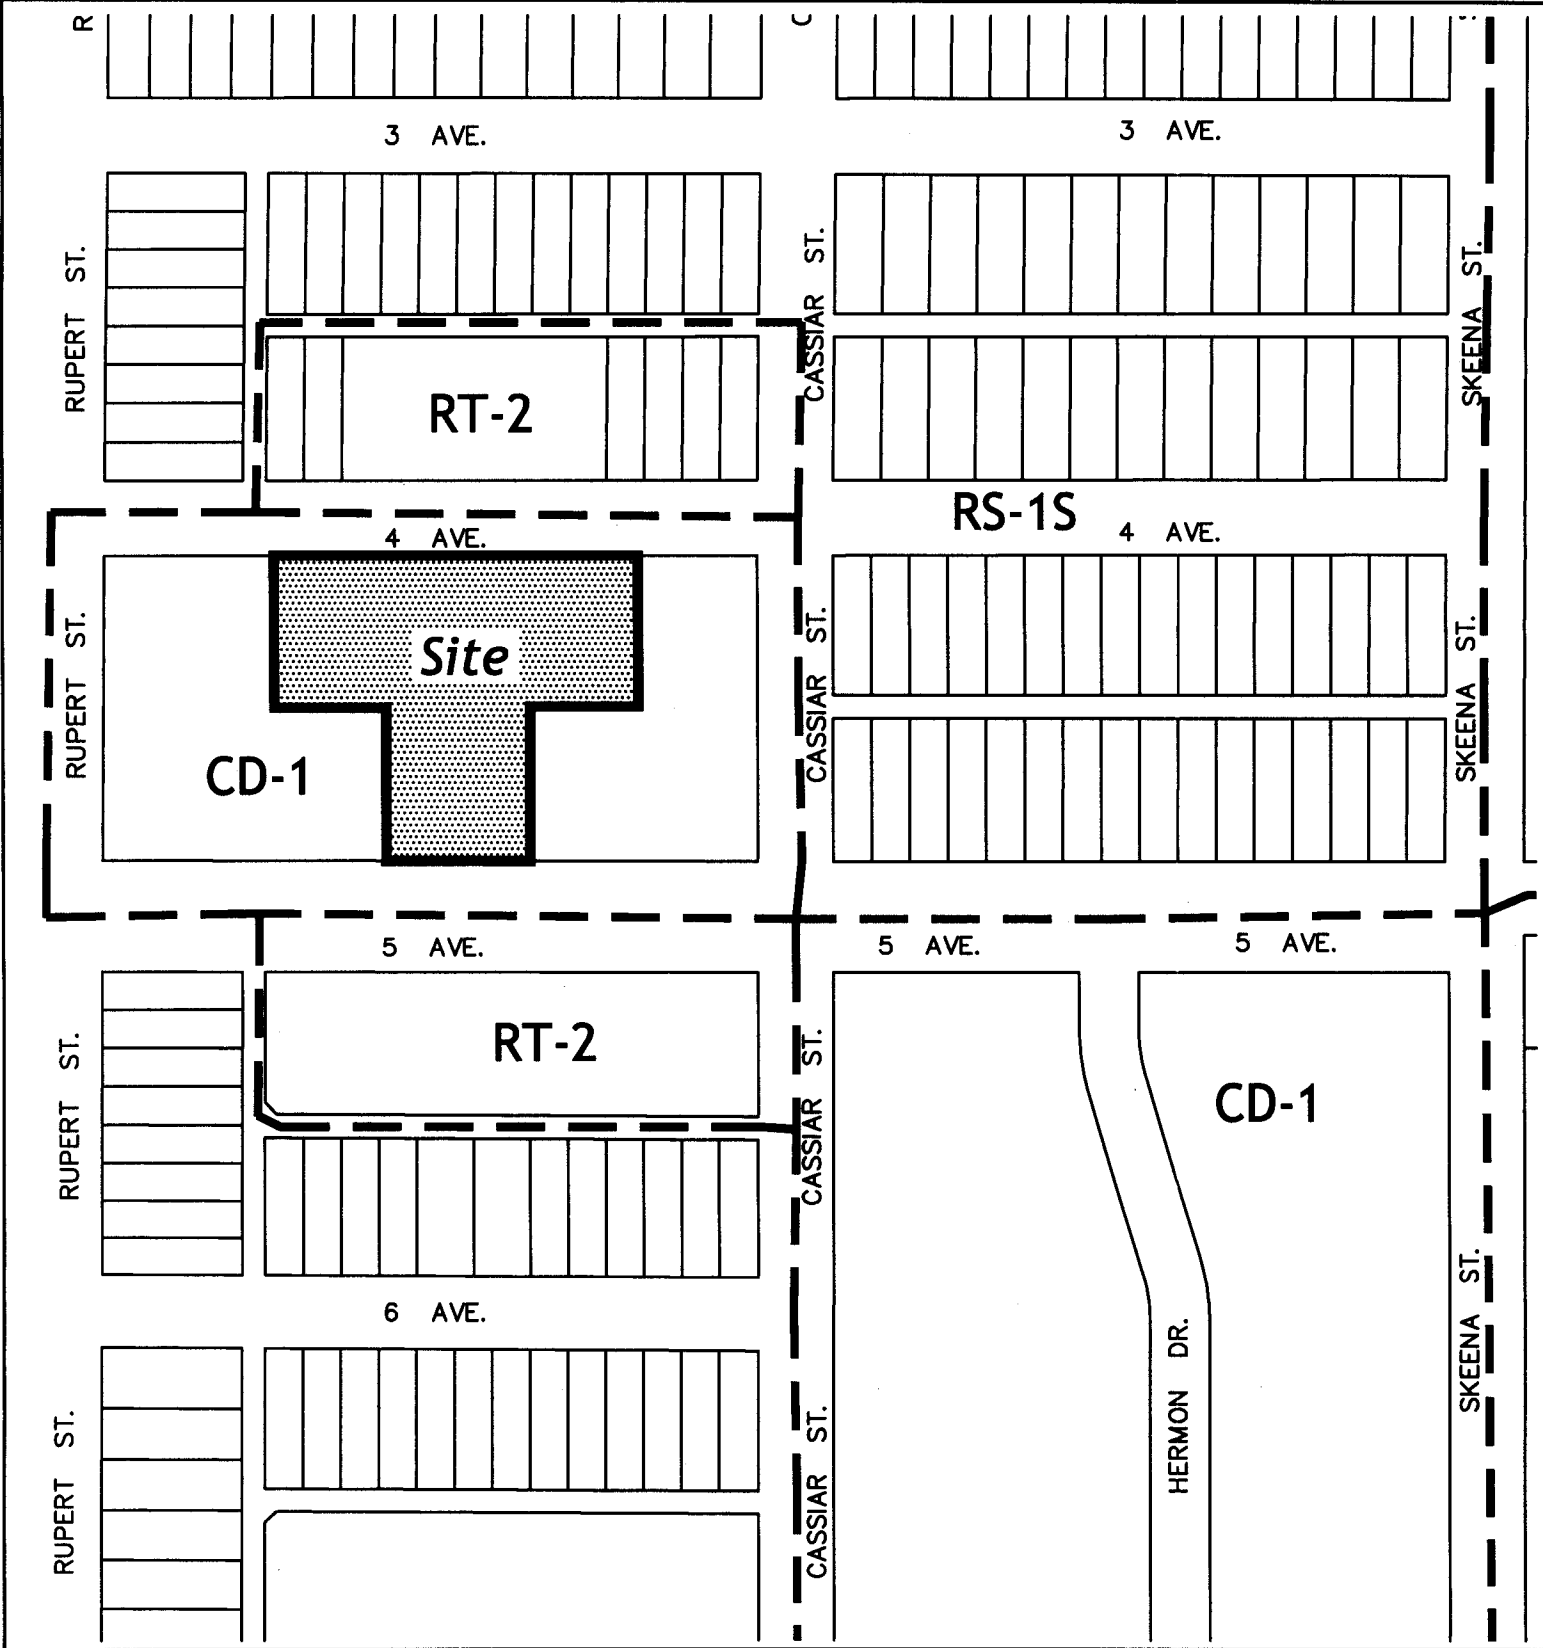 R
3 AVE.
3 AVE.
RUPERT ST.
CASSIAR ST.
SKEENA ST.
RT-2
RS-1S
4 AVE.
4 AVE.
RUPERT ST.
Site
CASSIAR ST.
SKEENA ST.
CD-1
5 AVE.
5 AVE.
5 AVE.
RUPERT ST.
RT-2
CASSIAR ST.
CD-1
6 AVE.
HERMON DR.
SKEENA ST.
RUPERT ST.
CASSIAR ST.